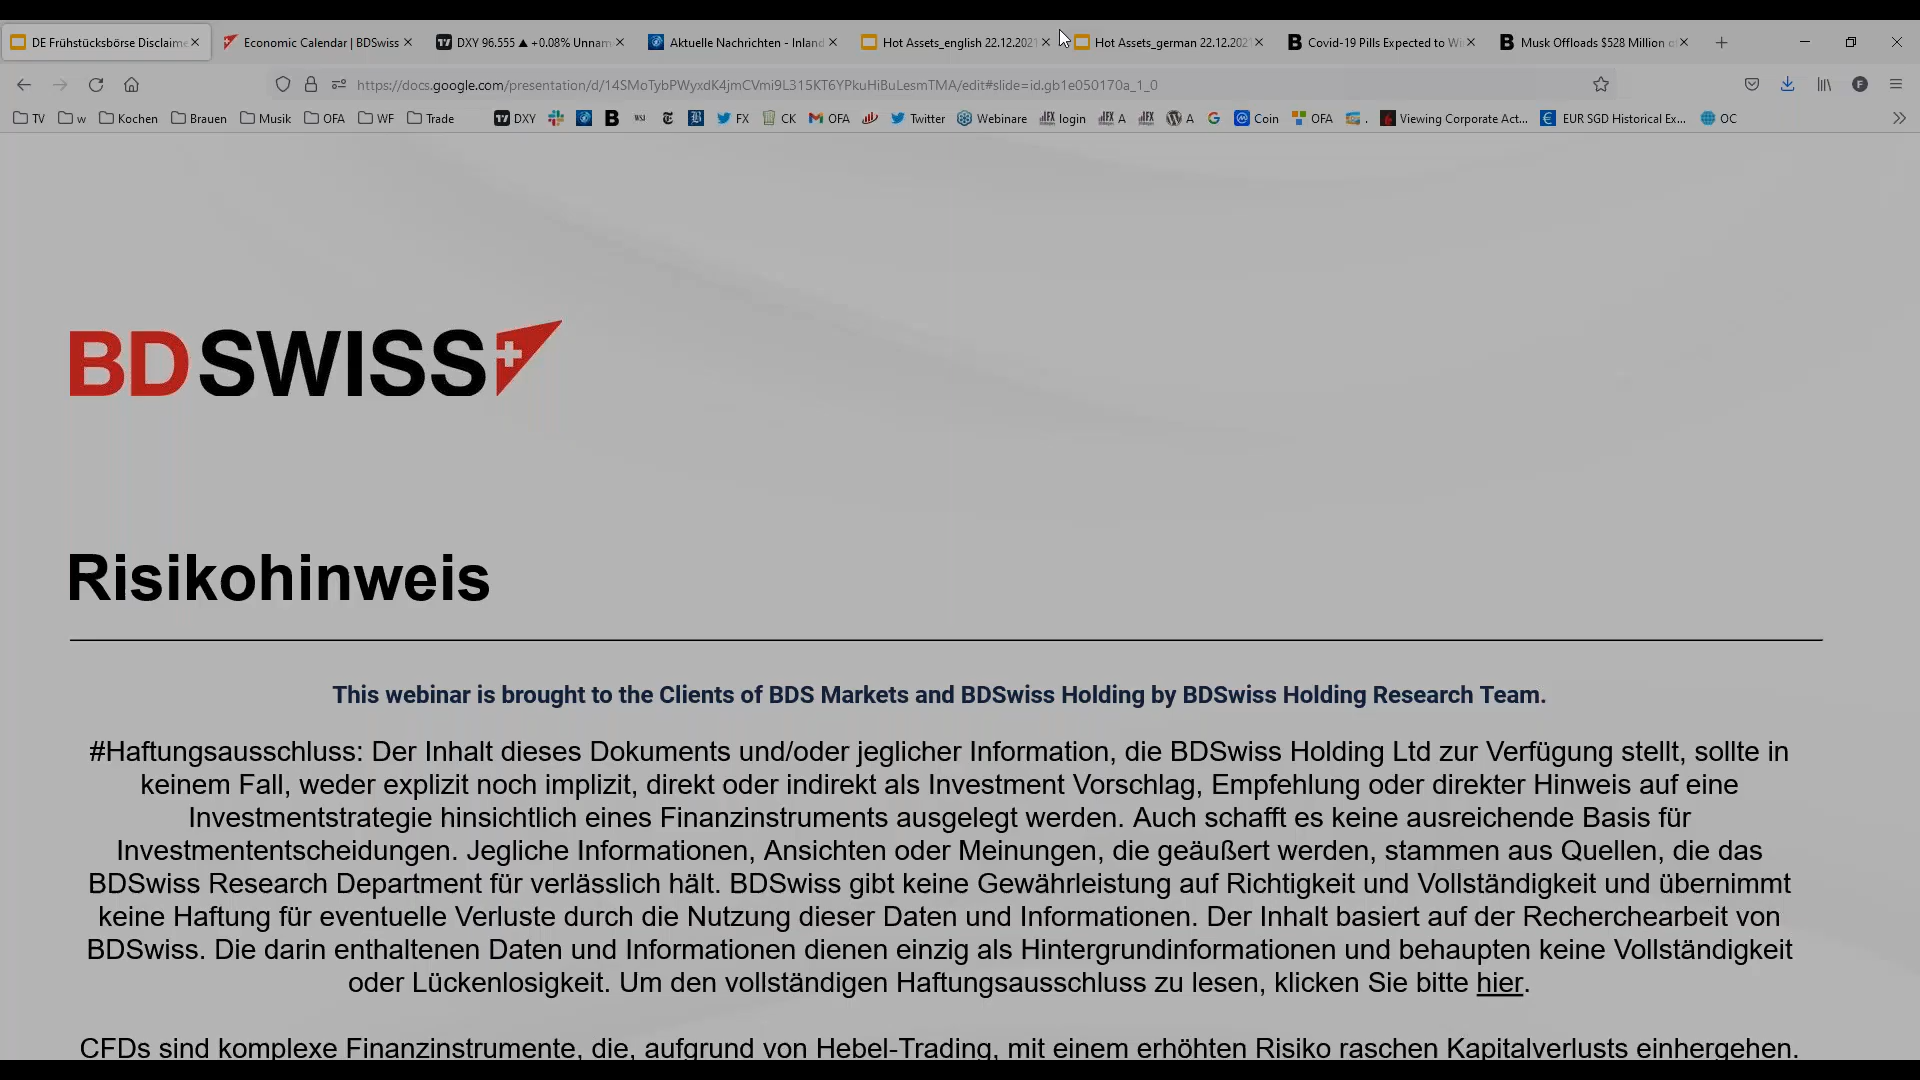 DE Frühstücksbörse Disclaime
Economic Calendar | BDSwiss
DXY 96.555 ▲ +0.08% Unnam
Aktuelle Nachrichten - Inland
Hot Assets_english 22.12.2021
Hot Assets_german 22.12.2021
Covid-19 Pills Expected to Wi
Musk Offloads $528 Million o
https://docs.google.com/presentation/d/14SMoTybPWyxdK4jmCVmi9L315KT6YPkuHiBuLesmTMA/edit#slide=id.gb1e050170a_1_0
TV w Kochen Brauen Musik OFA WF Trade DXY FX CK OFA Twitter Webinare login A A Coin OFA . Viewing Corporate Act... EUR SGD Historical Ex... OC
BDSWISS
Risikohinweis
This webinar is brought to the Clients of BDS Markets and BDSwiss Holding by BDSwiss Holding Research Team.
#Haftungsausschluss: Der Inhalt dieses Dokuments und/oder jeglicher Information, die BDSwiss Holding Ltd zur Verfügung stellt, sollte in
keinem Fall, weder explizit noch implizit, direkt oder indirekt als Investment Vorschlag, Empfehlung oder direkter Hinweis auf eine
Investmentstrategie hinsichtlich eines Finanzinstruments ausgelegt werden. Auch schafft es keine ausreichende Basis für
Investmententscheidungen. Jegliche Informationen, Ansichten oder Meinungen, die geäußert werden, stammen aus Quellen, die das
BDSwiss Research Department für verlässlich hält. BDSwiss gibt keine Gewährleistung auf Richtigkeit und Vollständigkeit und übernimmt
keine Haftung für eventuelle Verluste durch die Nutzung dieser Daten und Informationen. Der Inhalt basiert auf der Recherchearbeit von
BDSwiss. Die darin enthaltenen Daten und Informationen dienen einzig als Hintergrundinformationen und behaupten keine Vollständigkeit
oder Lückenlosigkeit. Um den vollständigen Haftungsausschluss zu lesen, klicken Sie bitte hier.
CFDs sind komplexe Finanzinstrumente, die, aufgrund von Hebel-Trading, mit einem erhöhten Risiko raschen Kapitalverlusts einhergehen.